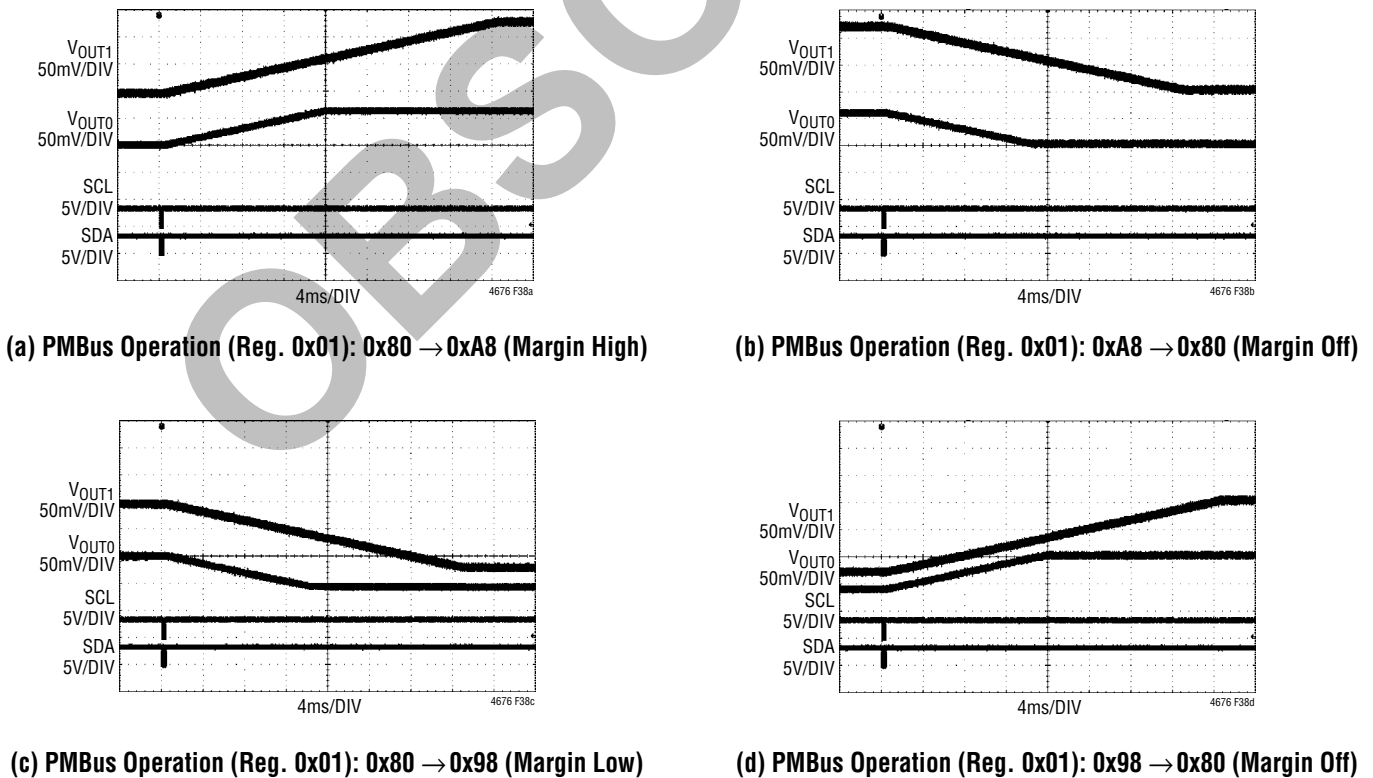 VOUT1
50mV/DIV
VOUT0
50mV/DIV
SCL
5V/DIV
SDA
5V/DIV
4ms/DIV
4676 F38a
(a) PMBus Operation (Reg. 0x01): 0x80 → 0xA8 (Margin High)
VOUT1
50mV/DIV
VOUT0
50mV/DIV
SCL
5V/DIV
SDA
5V/DIV
4ms/DIV
4676 F38b
(b) PMBus Operation (Reg. 0x01): 0xA8 → 0x80 (Margin Off)
VOUT1
50mV/DIV
VOUT0
50mV/DIV
SCL
5V/DIV
SDA
5V/DIV
4ms/DIV
4676 F38c
(c) PMBus Operation (Reg. 0x01): 0x80 → 0x98 (Margin Low)
VOUT1
50mV/DIV
VOUT0
50mV/DIV
SCL
5V/DIV
SDA
5V/DIV
4ms/DIV
4676 F38d
(d) PMBus Operation (Reg. 0x01): 0x98 → 0x80 (Margin Off)
OBSO